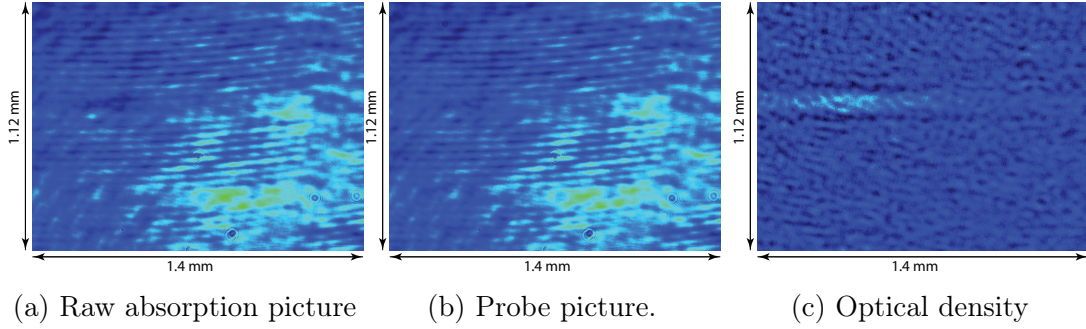 1.12 mm
1.4 mm
1.12 mm
1.4 mm
1.12 mm
1.4 mm
(a) Raw absorption picture
(b) Probe picture.
(c) Optical density